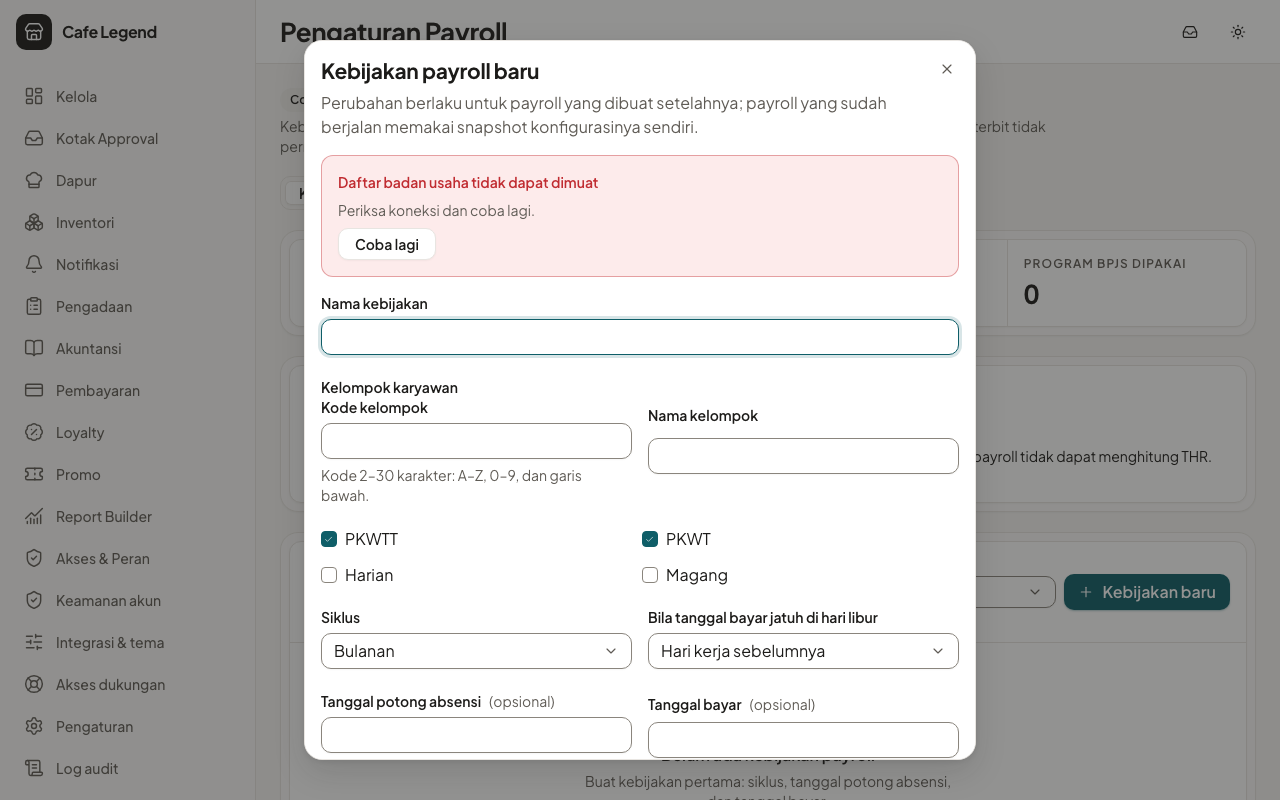 Cafe Legend
Pengaturan Payroll
Kelola
Kotak Approval
Dapur
Inventori
Notifikasi
Pengadaan
Akuntansi
Pembayaran
Loyalty
Promo
Report Builder
Akses & Peran
Keamanan akun
Integrasi & tema
Akses dukungan
Pengaturan
Log audit
Kebijakan payroll baru
Perubahan berlaku untuk payroll yang dibuat setelahnya; payroll yang sudah
berjalan memakai snapshot konfigurasinya sendiri.
Daftar badan usaha tidak dapat dimuat
Periksa koneksi dan coba lagi.
Coba lagi
Nama kebijakan
Kelompok karyawan
Kode kelompok
Nama kelompok
Kode 2–30 karakter: A–Z, 0–9, dan garis
bawah.
PKWTT
PKWT
Harian
Magang
Siklus
Bila tanggal bayar jatuh di hari libur
Bulanan
Hari kerja sebelumnya
Tanggal potong absensi (opsional)
Tanggal bayar (opsional)
terbit tidak
PROGRAM BPJS DIPAKAI
0
payroll tidak dapat menghitung THR.
Kebijakan baru
Buat kebijakan pertama: siklus, tanggal potong absensi,